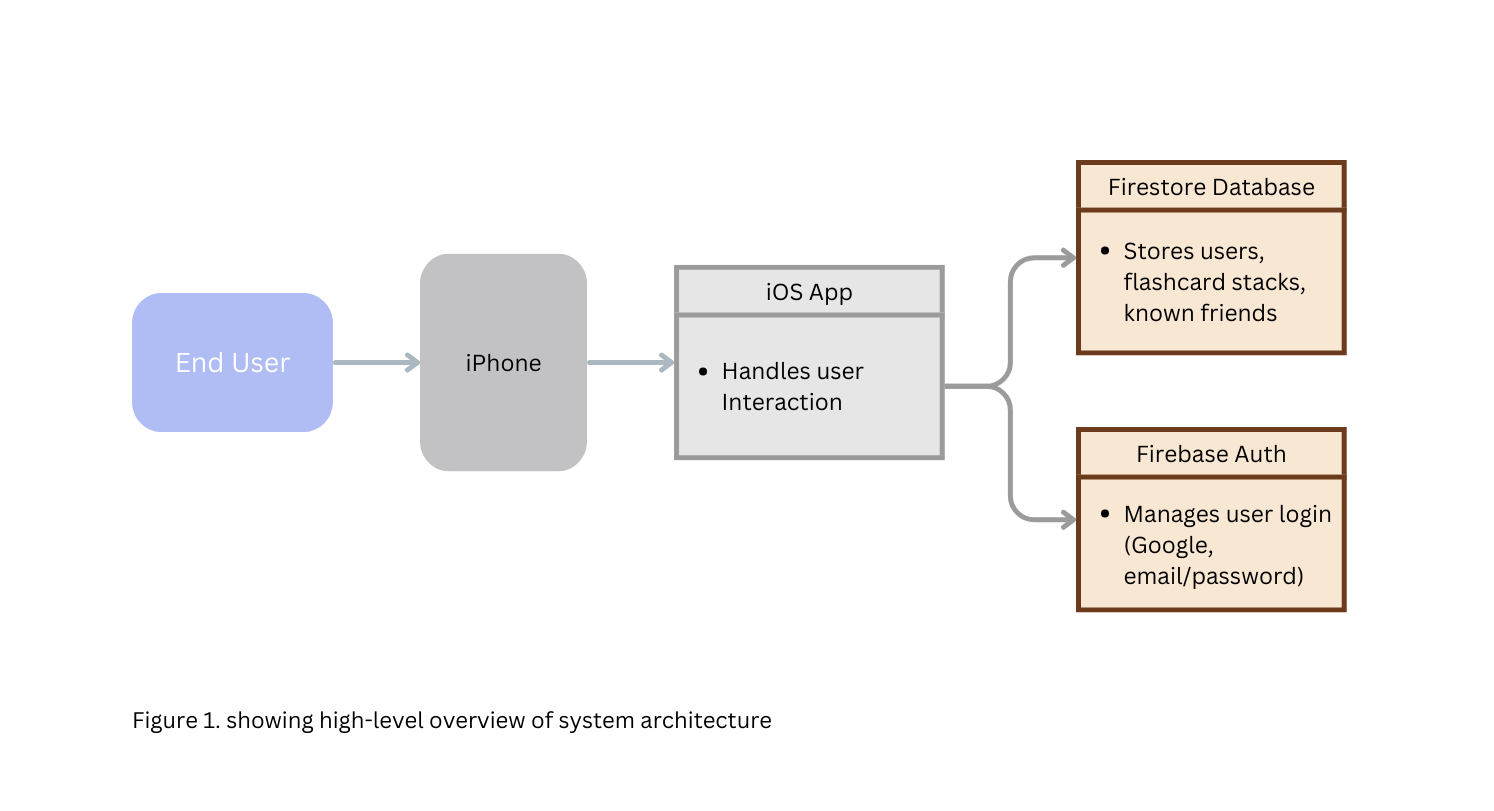 End User
iPhone
iOS App
• Handles user
Interaction
Firestore Database
• Stores users,
flashcard stacks,
known friends
Firebase Auth
• Manages user login
(Google,
email/password)
Figure 1. showing high-level overview of system architecture